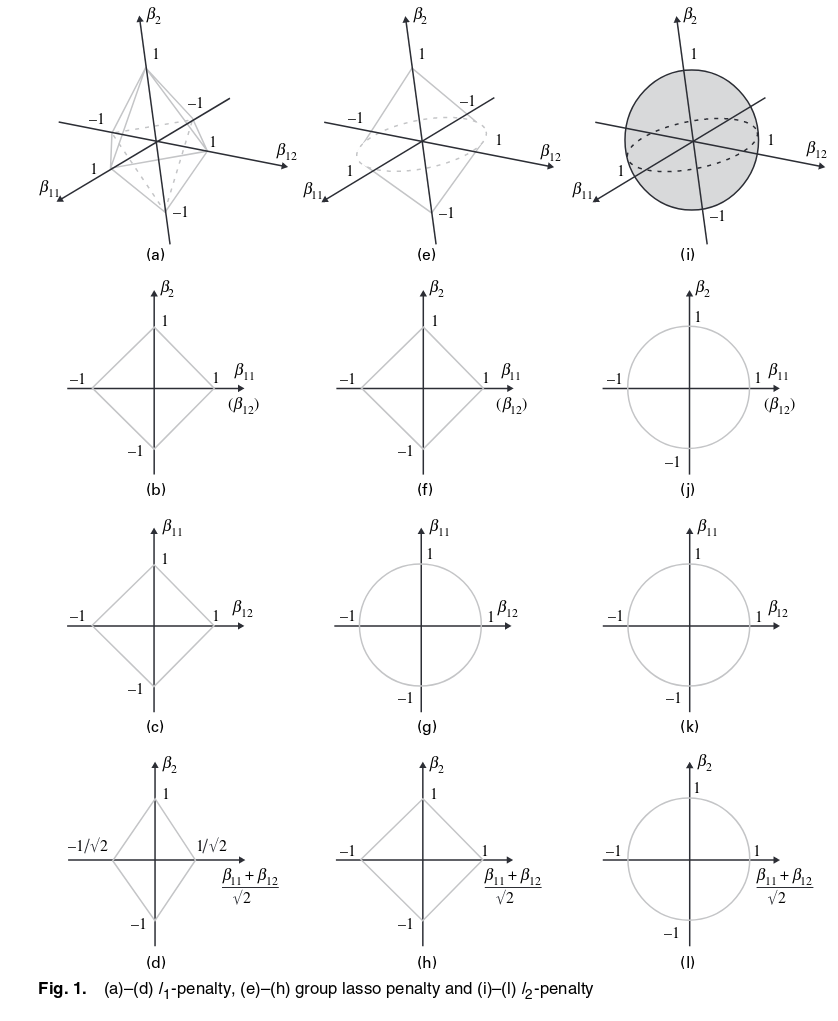 β2 β2 β2
1 1 1
–1 –1 –1 –1
1 β12 1 β12 1 β12
1 1 1
β11 β11 β11
–1 –1 –1
(a) (e) (i)
β2 β2 β2
1 1 1
–1 1 β11 –1 1 β11 –1 1 β11
(β12) (β12) (β12)
–1 –1 –1
(b) (f) (j)
β11 β11 β11
1 1 1
–1 1 β12 –1 1 β12 –1 1 β12
–1 –1 –1
(c) (g) (k)
β2 β2 β2
1 1 1
–1/√2 1/√2 –1 1 –1 1
β11 + β12 β11 + β12 β11 + β12
√2 √2 √2
–1 –1 –1
(d) (h) (l)
Fig. 1. (a)–(d) l1-penalty, (e)–(h) group lasso penalty and (i)–(l) l2-penalty